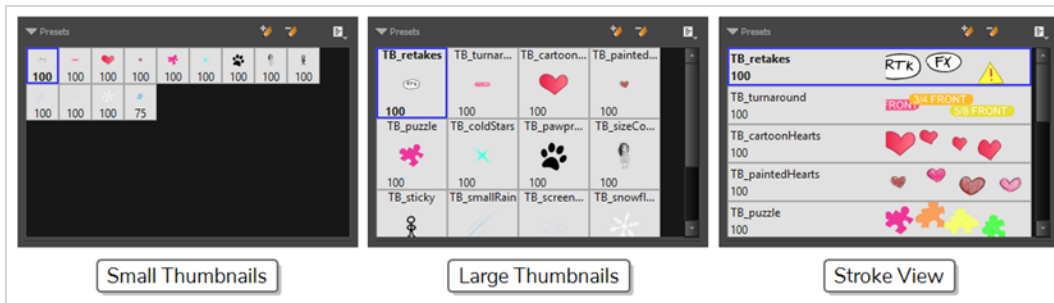 Presets
100 100 100 100 100 100 100 100 100
100 100 100 75
Small Thumbnails
Presets
TB_retakes TB_turnar... TB_cartoon... TB_painted...
RTK
100 100 100 100
TB_puzzle TB_coldStars TB_pawpr... TB_sizeCo...
100 100 100 100
TB_sticky TB_smallRain TB_screen... TB_snowfl...
Large Thumbnails
Presets
TB_retakes
100
RTK FX
TB_turnaround
100
FRONT 3/4 FRONT
5/8 FRONT
TB_cartoonHearts
100
TB_paintedHearts
100
TB_puzzle
100
Stroke View